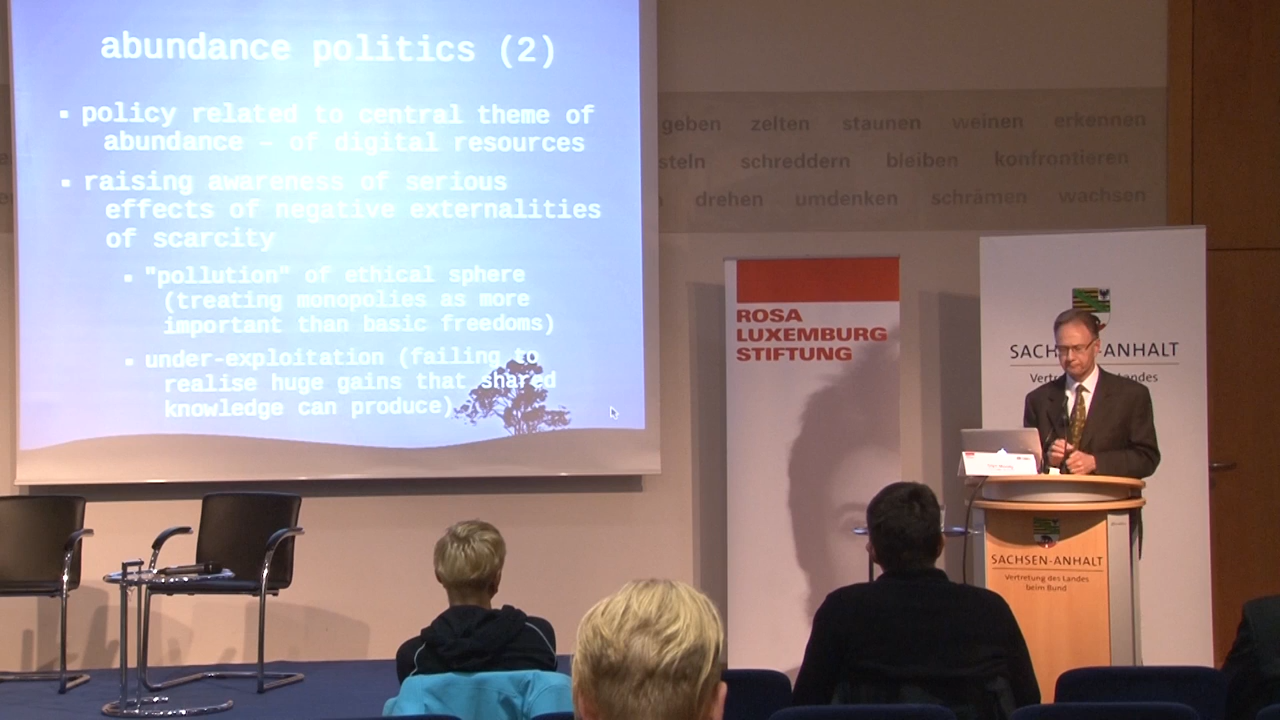 abundance politics (2)
▪ policy related to central theme of
abundance – of digital resources
▪ raising awareness of serious
effects of negative externalities
of scarcity
▪ "pollution" of ethical sphere
(treating monopolies as more
important than basic freedoms)
▪ under-exploitation (failing to
realise huge gains that shared
knowledge can produce)
geben zelten staunen weinen erkennen
steln schreddern bleiben konfrontieren
drehen umdenken schrämen wachsen
ROSA
LUXEMBURG
STIFTUNG
SACHSEN-ANHALT
Vertretung des Landes
beim Bund